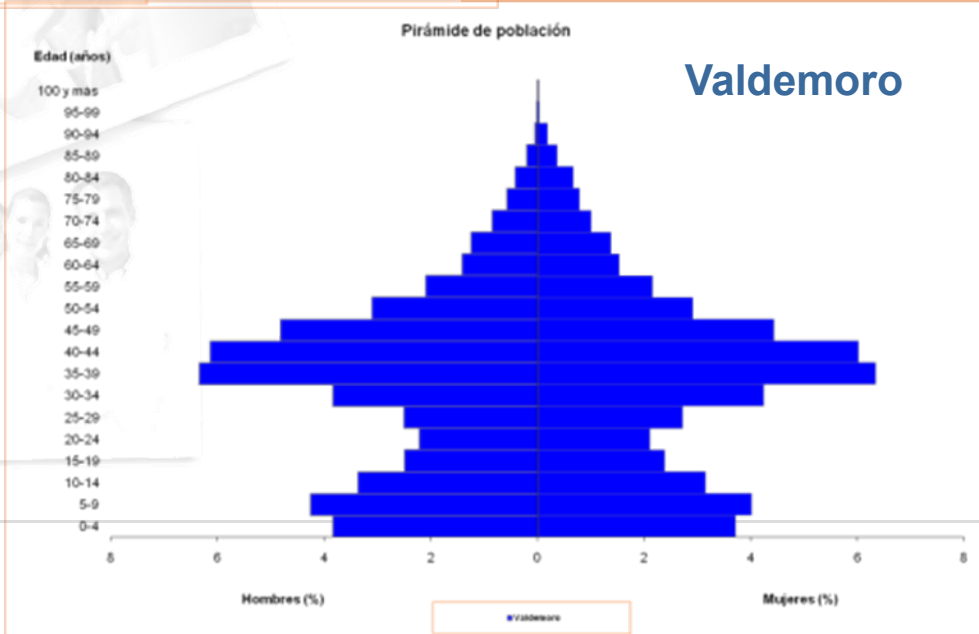 Pirámide de población
Edad (años)
Valdemoro
100 y mas
95-99
90-94
85-89
80-84
75-79
70-74
65-69
60-64
55-59
50-54
45-49
40-44
35-39
30-34
25-29
20-24
15-19
10-14
5-9
0-4
8 6 4 2 0 2 4 6 8
Hombres (%) Mujeres (%)
Valdemoro